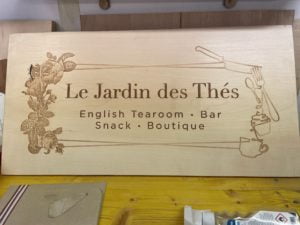 Le Jardin des Thés
English Tearoom • Bar
Snack • Boutique